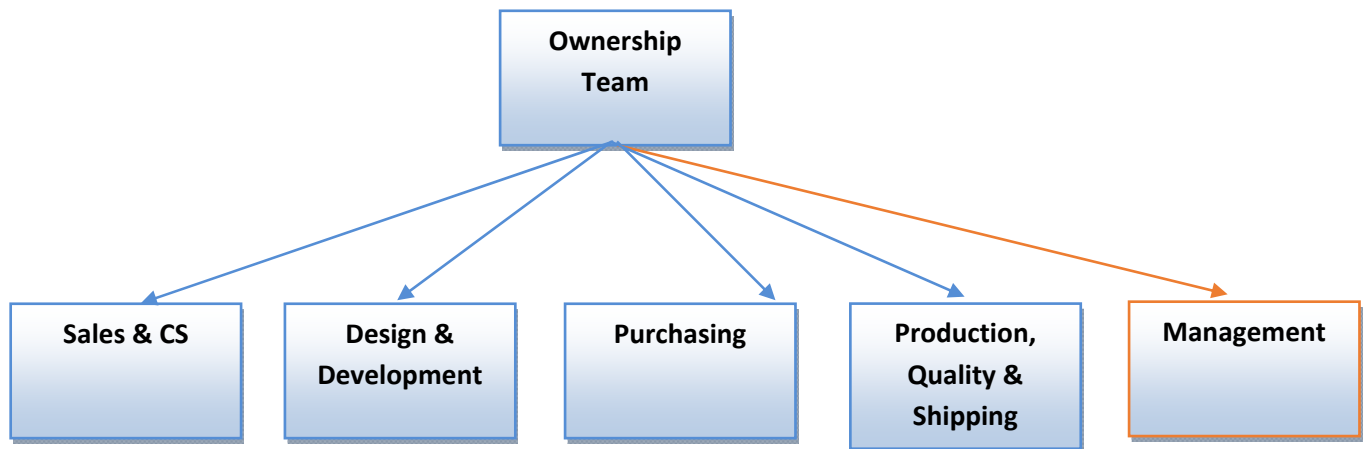 Ownership
Team
Sales & CS
Design &
Development
Purchasing
Production,
Quality &
Shipping
Management